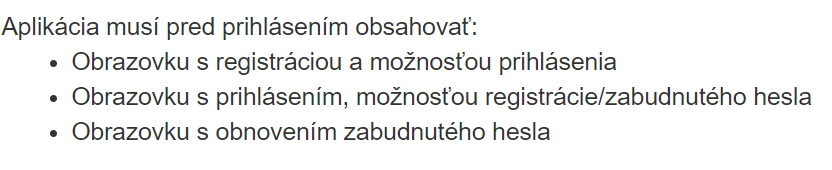 Aplikácia musí pred prihlásením obsahovať:
• Obrazovku s registráciou a možnosťou prihlásenia
• Obrazovku s prihlásením, možnosťou registrácie/zabudnutého hesla
• Obrazovku s obnovením zabudnutého hesla